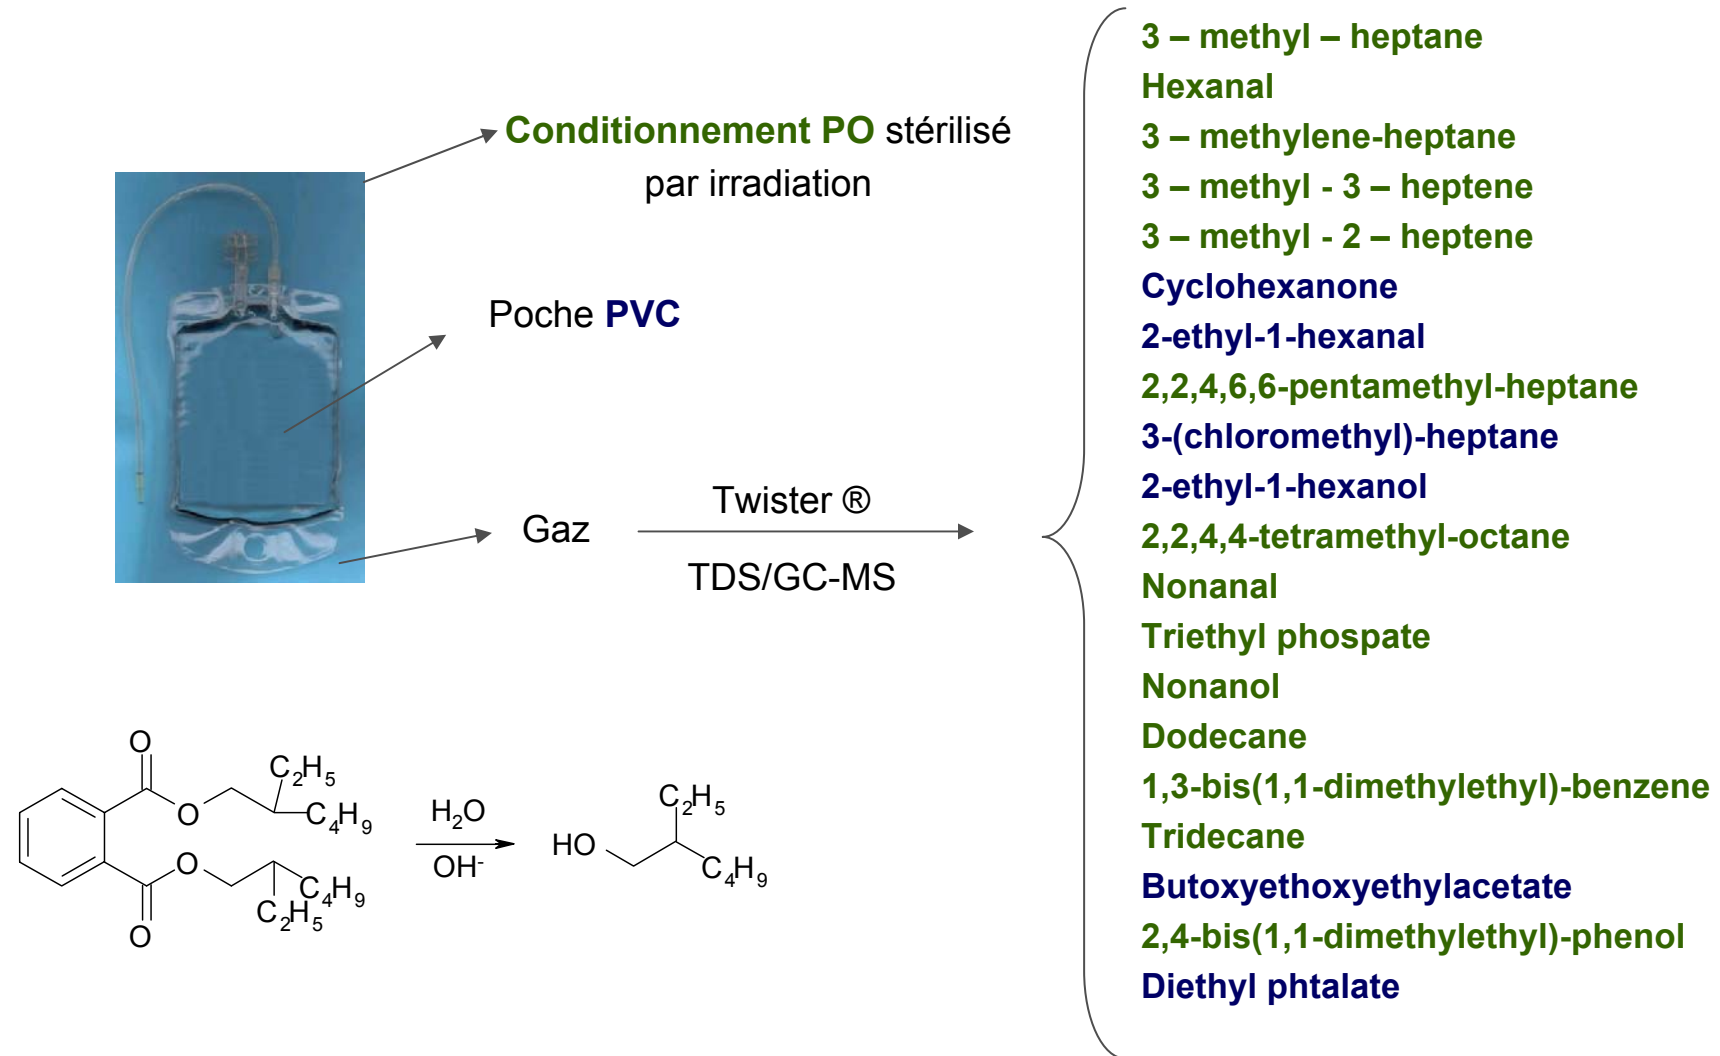 Conditionnement PO stérilisé
par irradiation
Poche PVC
Gaz
Twister ®
TDS/GC-MS
3 – methyl – heptane
Hexanal
3 – methylene-heptane
3 – methyl - 3 – heptene
3 – methyl - 2 – heptene
Cyclohexanone
2-ethyl-1-hexanal
2,2,4,6,6-pentamethyl-heptane
3-(chloromethyl)-heptane
2-ethyl-1-hexanol
2,2,4,4-tetramethyl-octane
Nonanal
Triethyl phospate
Nonanol
Dodecane
1,3-bis(1,1-dimethylethyl)-benzene
Tridecane
Butoxyethoxyethylacetate
2,4-bis(1,1-dimethylethyl)-phenol
Diethyl phtalate
O
C2H5
O
C4H9
O
C4H9
C2H5
O
H2O
OH-
C2H5
HO
C4H9